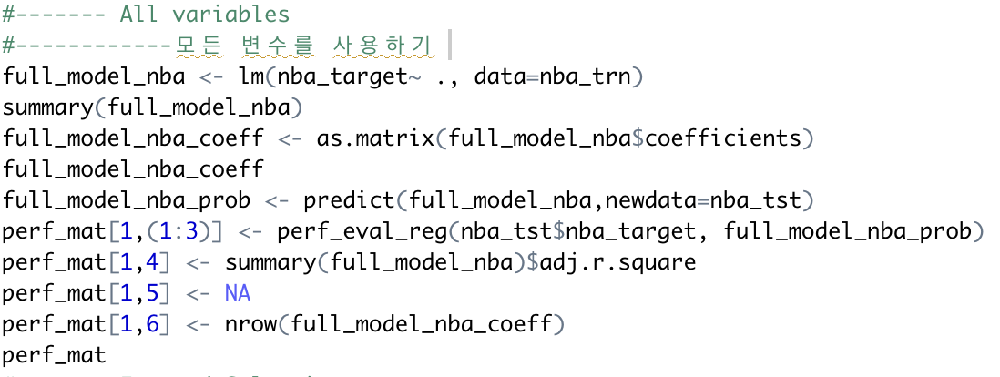 #------- All variables
#------------모든 변수를 사용하기
full_model_nba <- lm(nba_target~ ., data=nba_trn)
summary(full_model_nba)
full_model_nba_coeff <- as.matrix(full_model_nba$coefficients)
full_model_nba_coeff
full_model_nba_prob <- predict(full_model_nba,newdata=nba_tst)
perf_mat[1,(1:3)] <- perf_eval_reg(nba_tst$nba_target, full_model_nba_prob)
perf_mat[1,4] <- summary(full_model_nba)$adj.r.square
perf_mat[1,5] <- NA
perf_mat[1,6] <- nrow(full_model_nba_coeff)
perf_mat